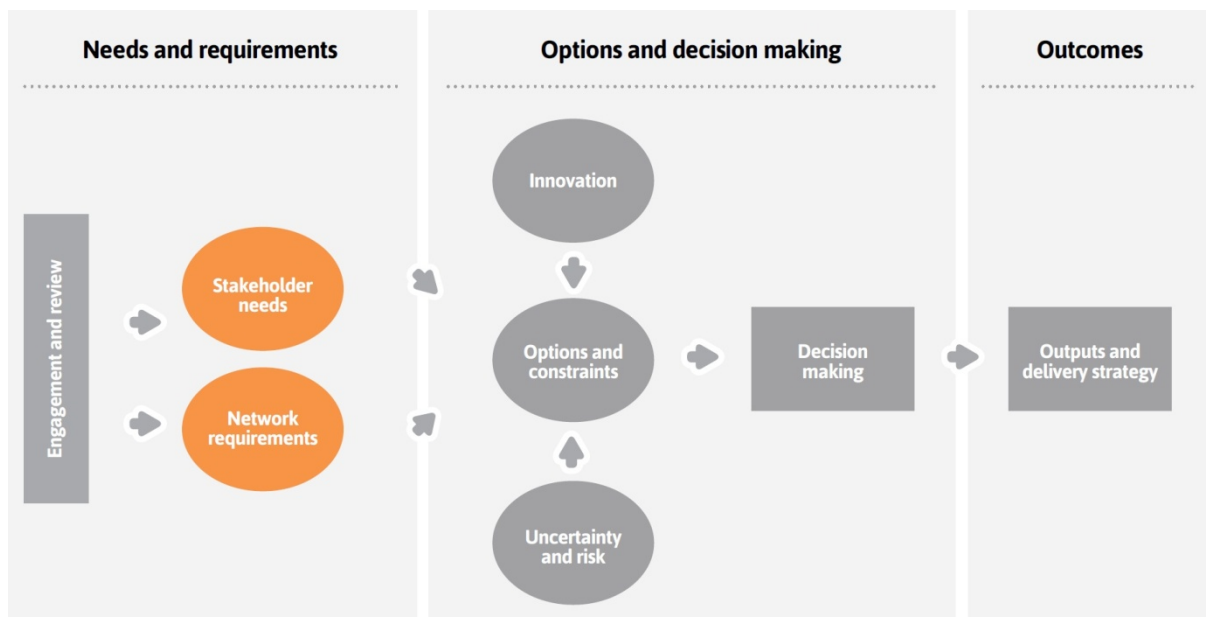 Needs and requirements
Engagement and review
Stakeholder
needs
Network
requirements
Options and decision making
Innovation
Options and
constraints
Uncertainty
and risk
Decision
making
Outcomes
Outputs and
delivery strategy